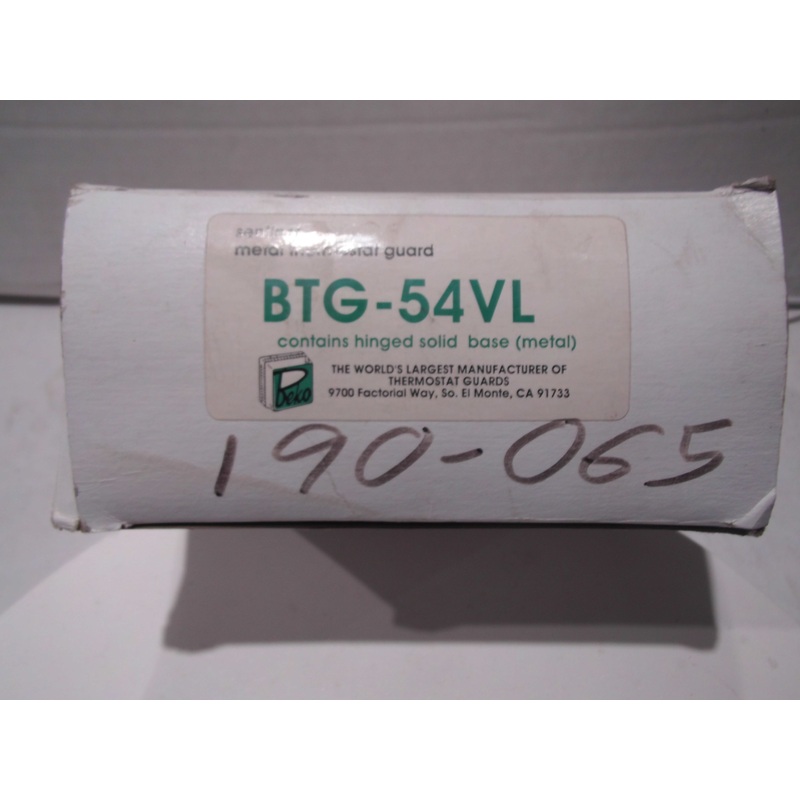 metal thermostat guard
BTG-54VL
contains hinged solid base (metal)
Beko
THE WORLD'S LARGEST MANUFACTURER OF
THERMOSTAT GUARDS
9700 Factorial Way, So. El Monte, CA 91733
190-065